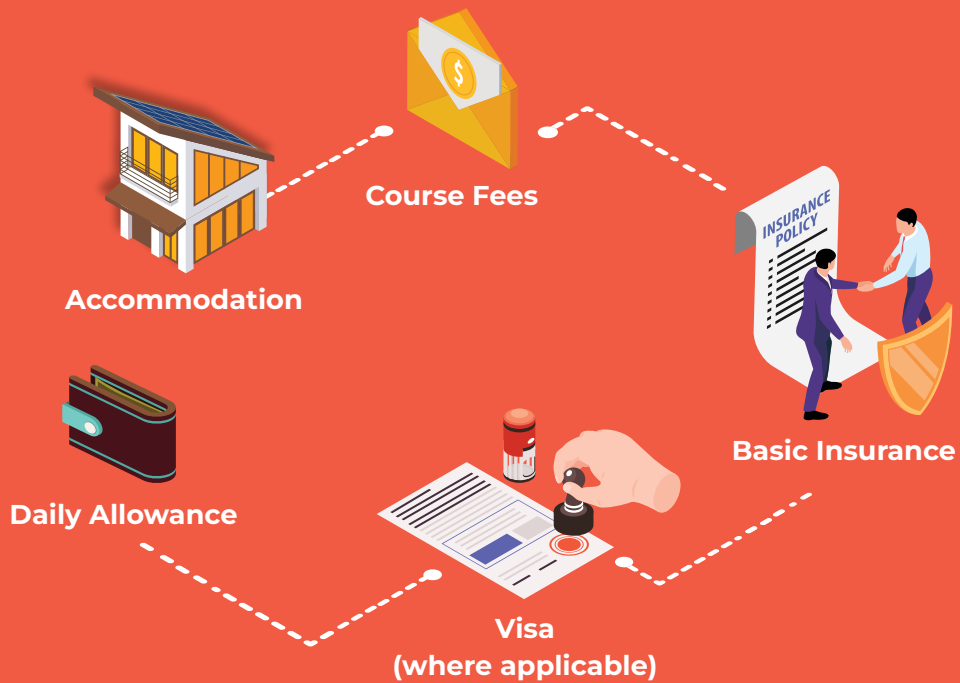 Course Fees
INSURANCE
POLICY
Accommodation
Basic Insurance
Daily Allowance
Visa
(where applicable)